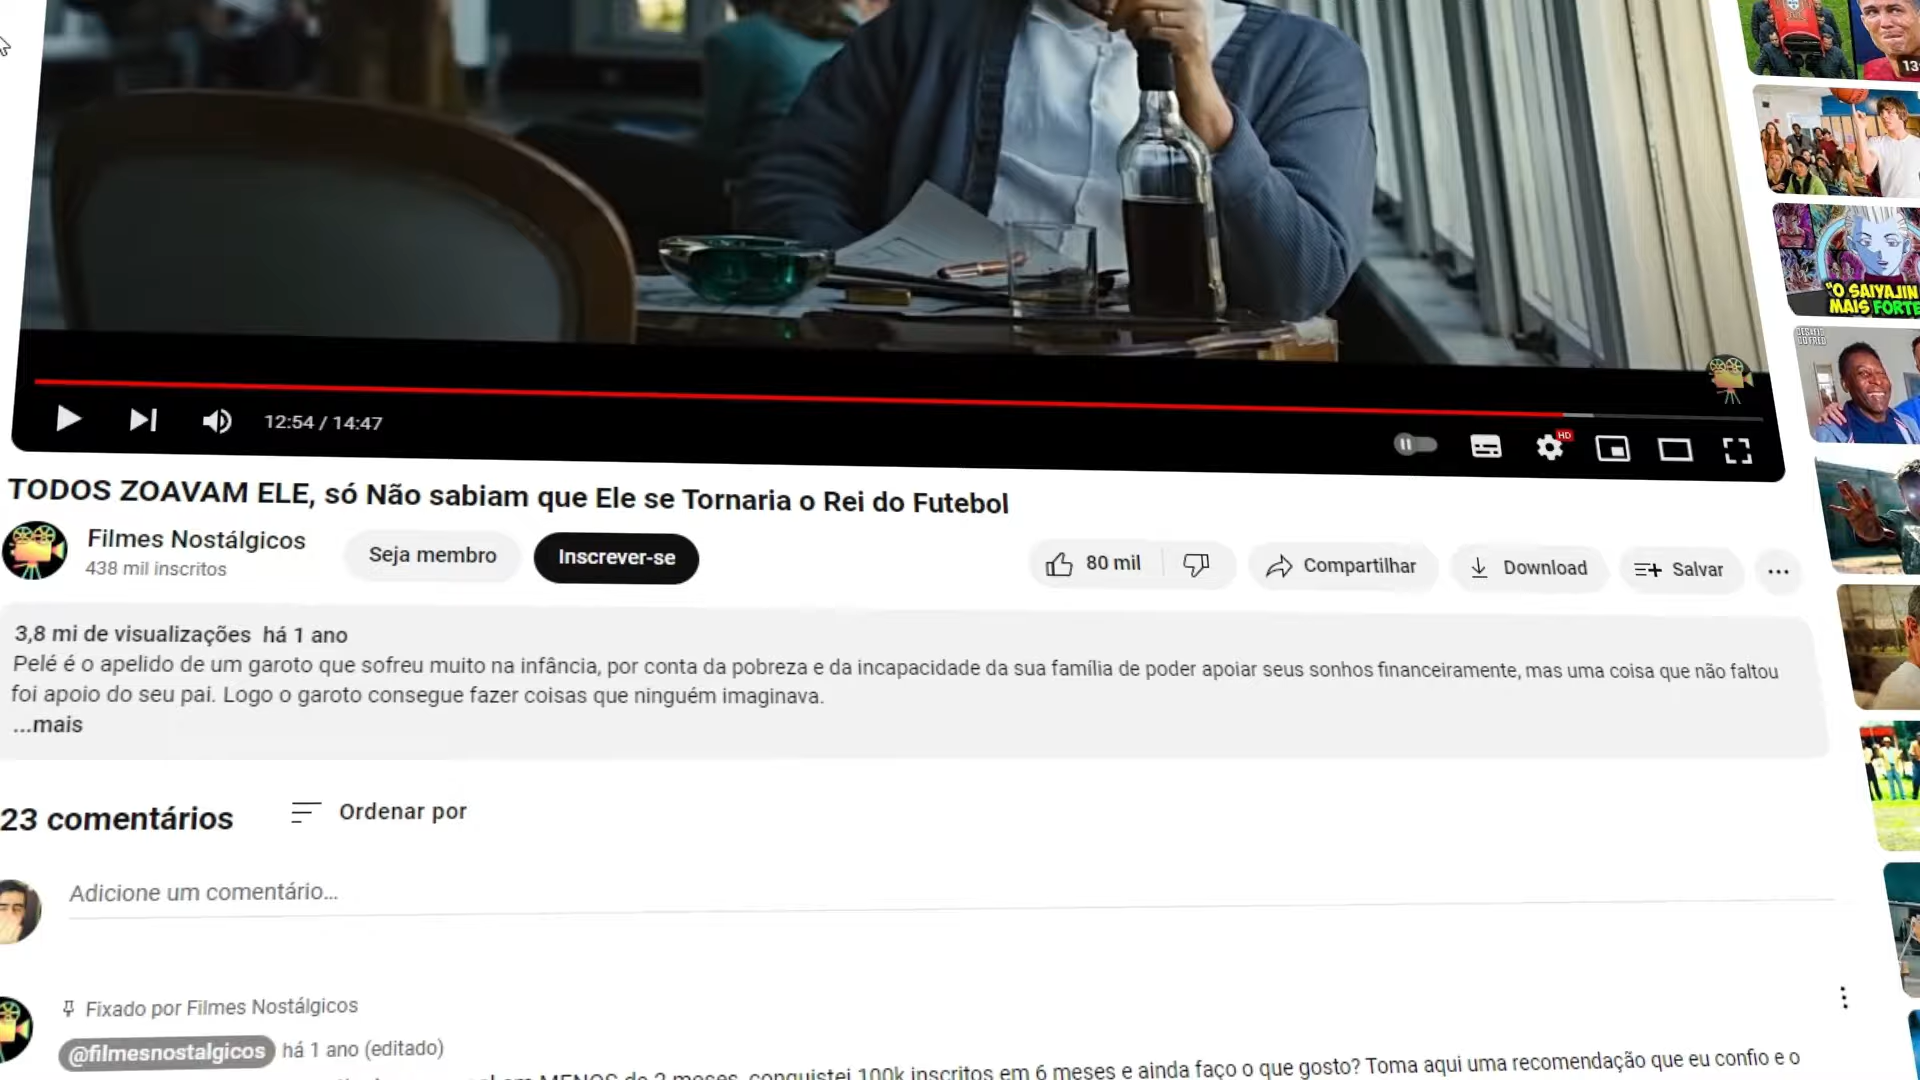 13
"O SAIYAJIN
MAIS FORTE
DESAFIO
DO FRED
12:54 / 14:47
HD
TODOS ZOAVAM ELE, só Não sabiam que Ele se Tornaria o Rei do Futebol
Filmes Nostálgicos
438 mil inscritos
Seja membro
Inscrever-se
80 mil
Compartilhar
Download
Salvar
3,8 mi de visualizações há 1 ano
Pelé é o apelido de um garoto que sofreu muito na infância, por conta da pobreza e da incapacidade da sua família de poder apoiar seus sonhos financeiramente, mas uma coisa que não faltou
foi apoio do seu pai. Logo o garoto consegue fazer coisas que ninguém imaginava.
...mais
23 comentários
Ordenar por
Adicione um comentário...
Fixado por Filmes Nostálgicos
@filmesnostalgicos há 1 ano (editado)
em MENOS de 2 meses, conquistei 100k inscritos em 6 meses e ainda faço o que gosto? Toma aqui uma recomendação que eu confio e o